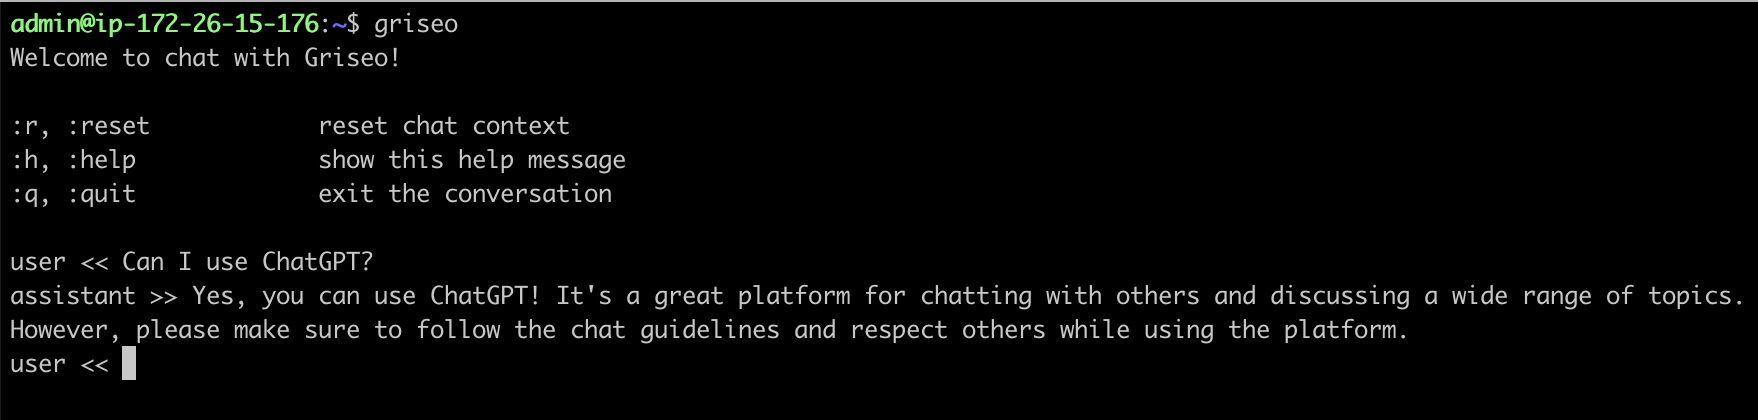 admin@ip-172-26-15-176:~$ griseo
Welcome to chat with Griseo!
:r, :reset            reset chat context
:h, :help             show this help message
:q, :quit             exit the conversation
user << Can I use ChatGPT?
assistant >> Yes, you can use ChatGPT! It's a great platform for chatting with others and discussing a wide range of topics.
However, please make sure to follow the chat guidelines and respect others while using the platform.
user <<